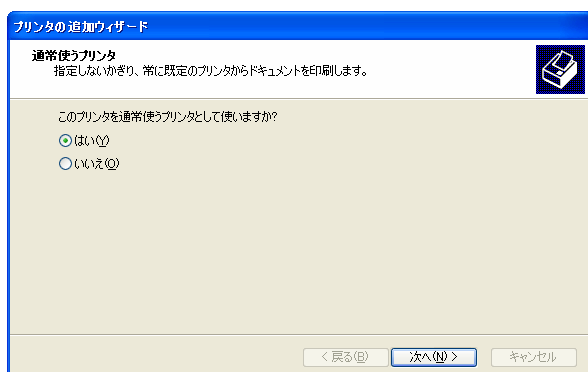 プリンタの追加ウィザード
通常使うプリンタ
指定しないかぎり、常に既定のプリンタからドキュメントを印刷します。
このプリンタを通常使うプリンタとして使いますか?
はい(Y)
いいえ(O)
< 戻る(B) 次へ(N) > キャンセル